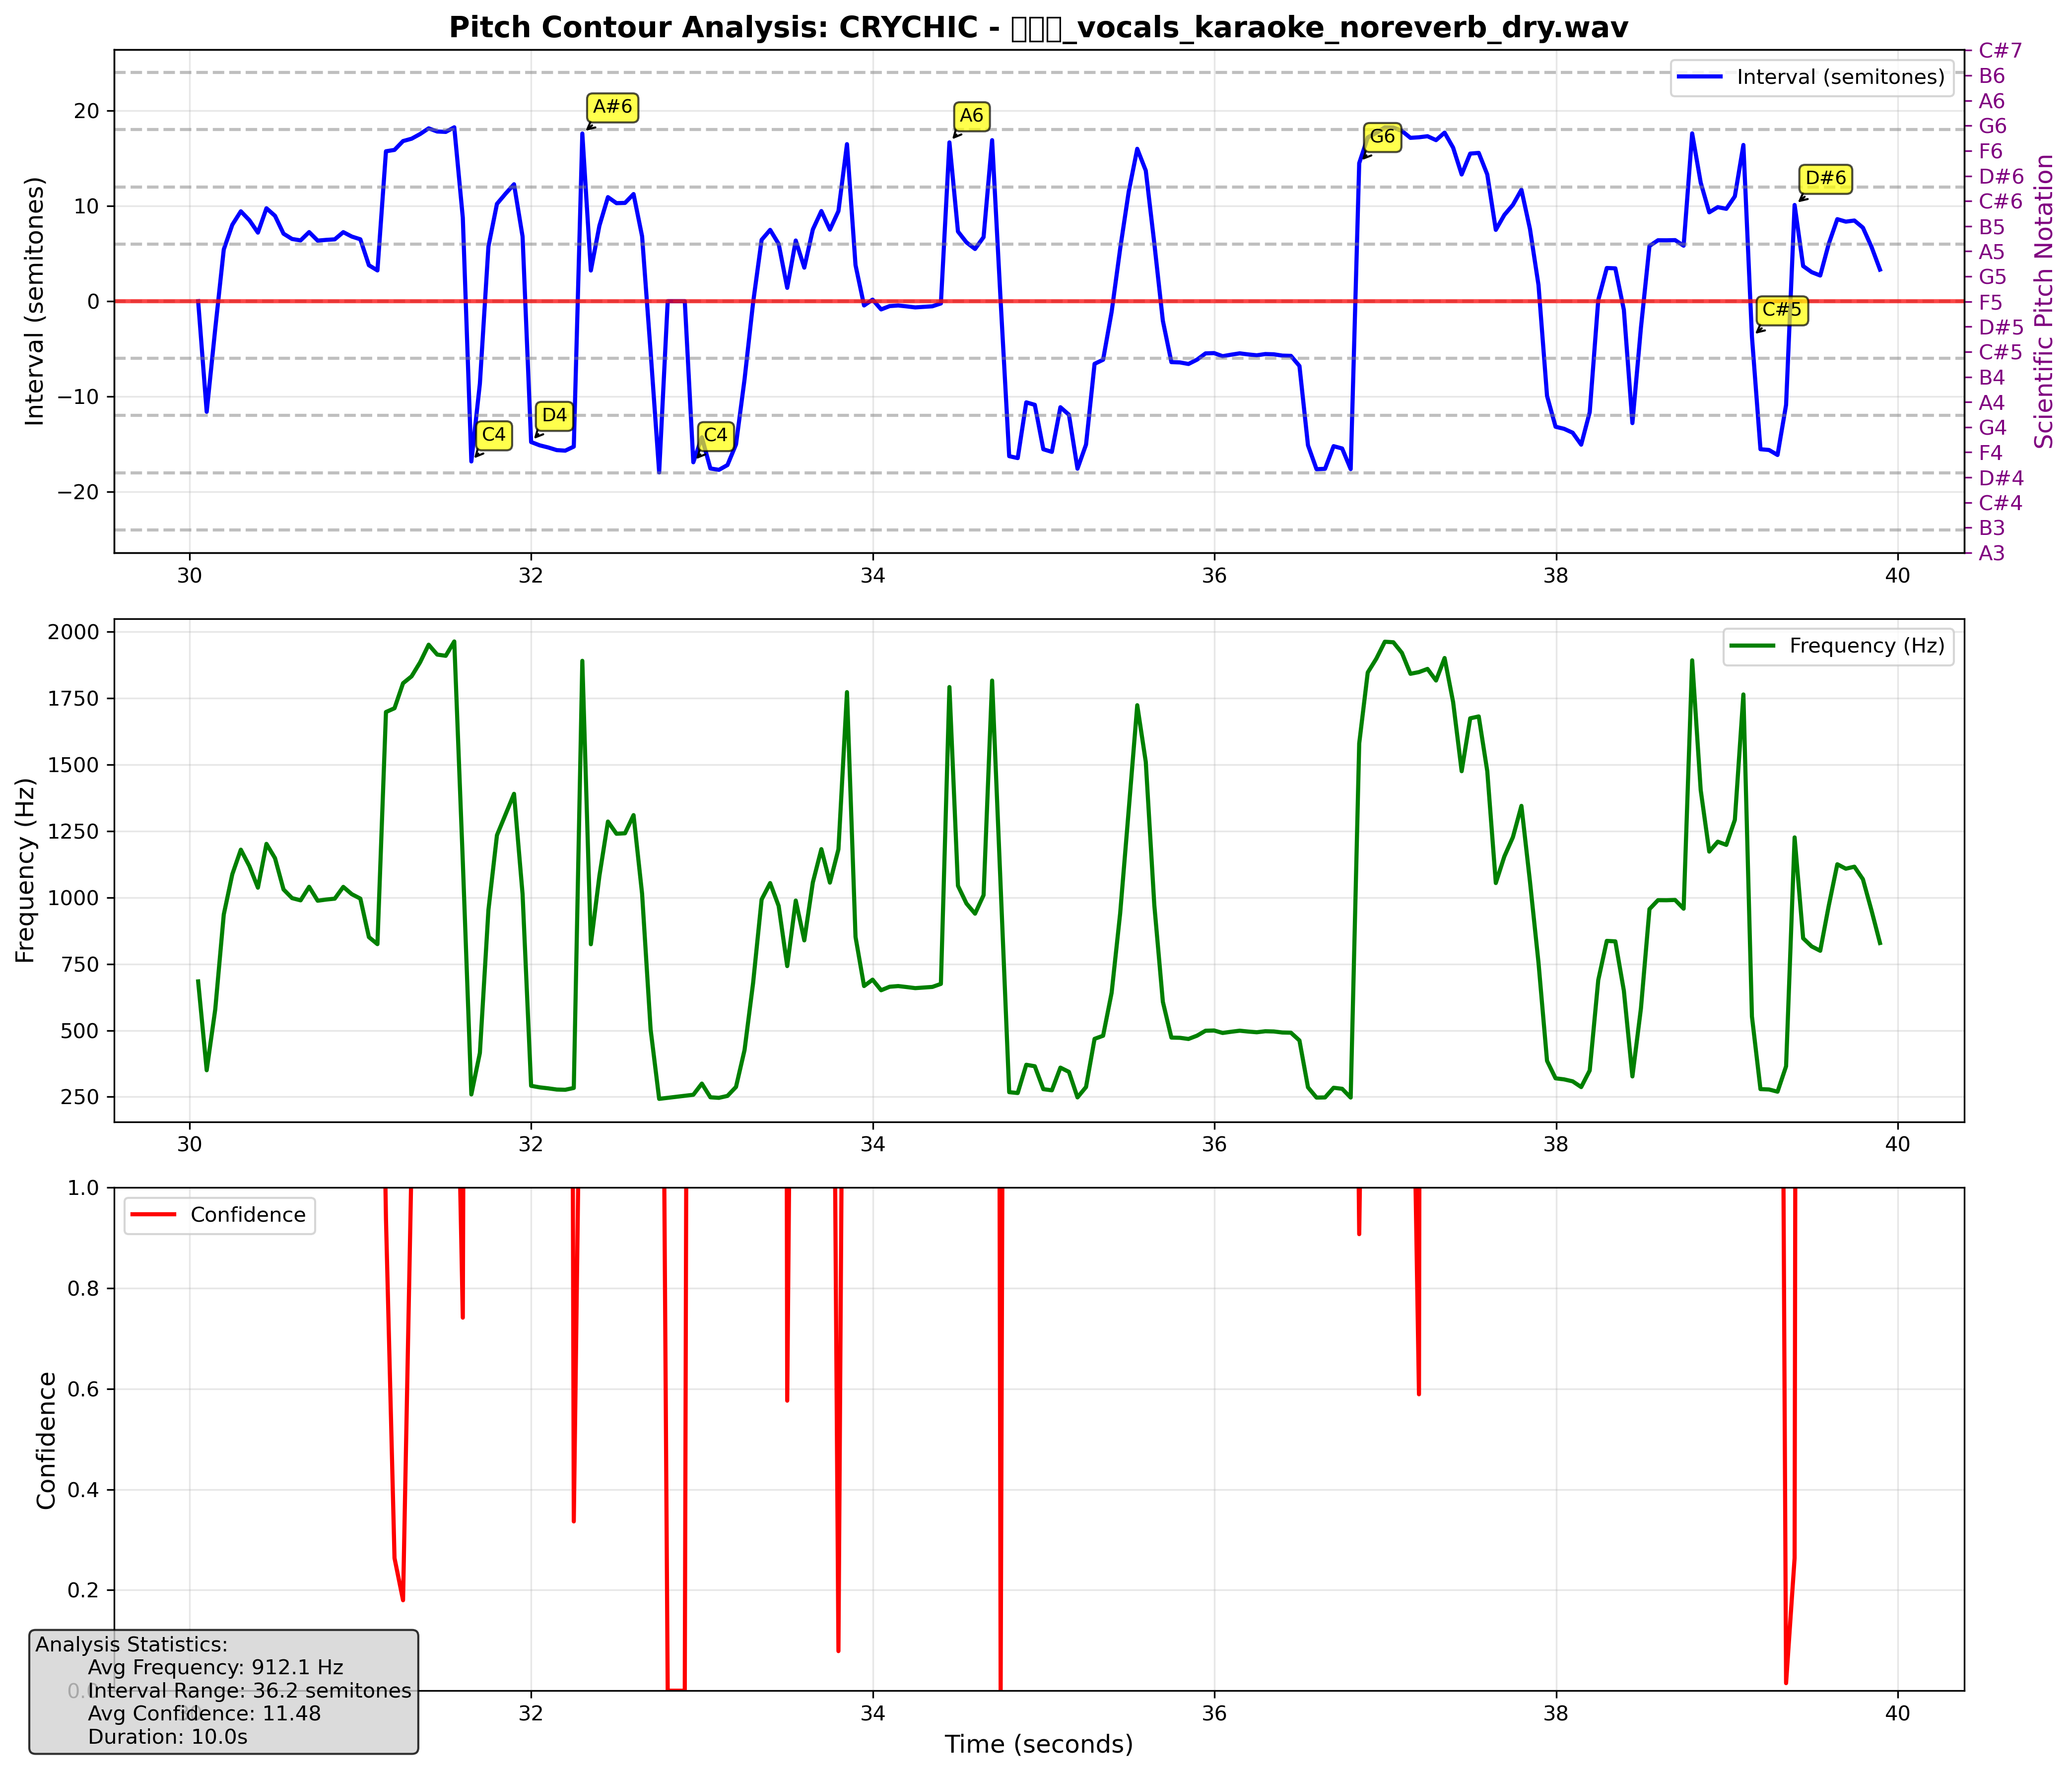 Pitch Contour Analysis: CRYCHIC - □□□_vocals_karaoke_noreverb_dry.wav
Interval (semitones)
20
10
0
−10
−20
Interval (semitones)
A#6
A6
G6
D#6
C#5
C4
D4
C4
C#7
B6
A6
G6
F6
D#6
C#6
B5
A5
G5
F5
D#5
C#5
B4
A4
G4
F4
D#4
C#4
B3
A3
Scientific Pitch Notation
30 32 34 36 38 40
Frequency (Hz)
2000
1750
1500
1250
1000
750
500
250
Frequency (Hz)
30 32 34 36 38 40
Confidence
1.0
0.8
0.6
0.4
0.2
0.0
Confidence
32 34 36 38 40
Time (seconds)
Analysis Statistics:
Avg Frequency: 912.1 Hz
Interval Range: 36.2 semitones
Avg Confidence: 11.48
Duration: 10.0s